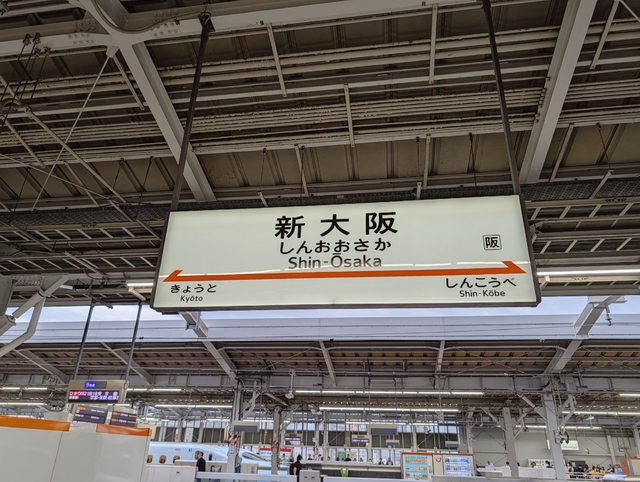 新大阪
しんおおさか
Shin-Ōsaka
阪
きょうと
Kyōto
しんこうべ
Shin-Kōbe